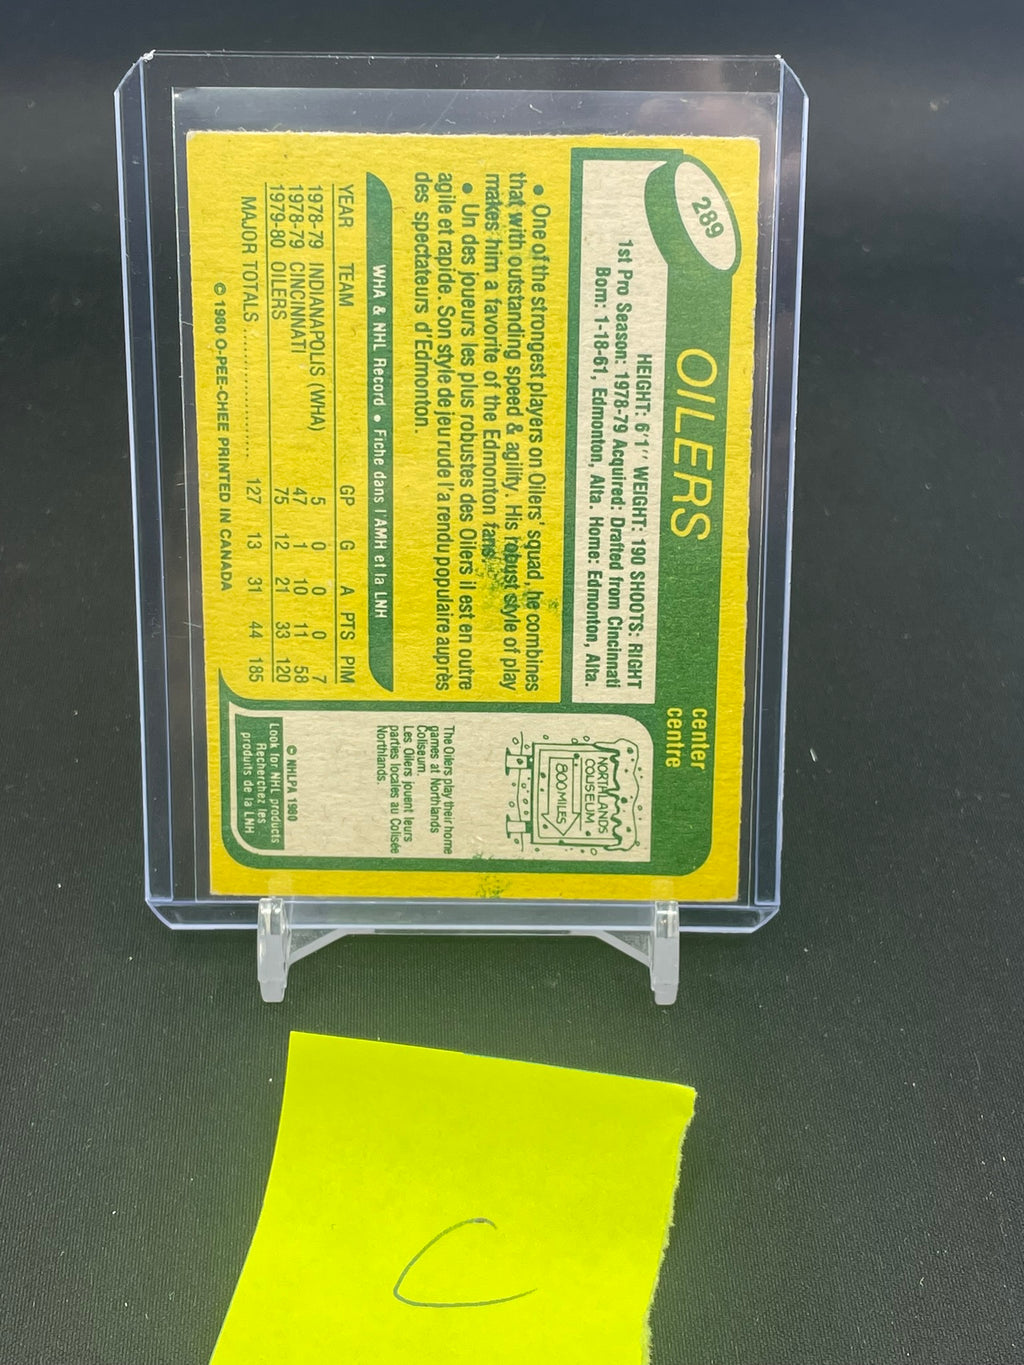 289
OILERS
center
centre
HEIGHT: 6'1" WEIGHT: 190 SHOOTS: RIGHT
1st Pro Season: 1978-79 Acquired: Drafted from Cincinnati
Born: 1-18-61, Edmonton, Alta. Home: Edmonton, Alta.
• One of the strongest players on Oilers' squad, he combines
that with outstanding speed & agility. His robust style of play
makes him a favorite of the Edmonton fans.
• Un des joueurs les plus robustes des Oilers il est en outre
agile et rapide. Son style de jeu rude l'a rendu populaire auprès
des spectateurs d'Edmonton.
WHA & NHL Record • Fiche dans l'AMH et la LNH
YEAR TEAM GP G A PTS PIM
1978-79 INDIANAPOLIS (WHA) 5 0 0 0 7
1978-79 CINCINNATI 47 1 10 11 58
1979-80 OILERS 75 12 21 33 120
MAJOR TOTALS .................... 127 13 31 44 185
© 1980 O-PEE-CHEE PRINTED IN CANADA
NORTHLANDS
COLISEUM
800 MILES
The Oilers play their home
games at Northlands
Coliseum.
Les Oilers jouent leurs
parties locales au Colisée
Northlands.
© NHLPA 1980
Look for NHL products
Recherchez les
produits de la LNH
C